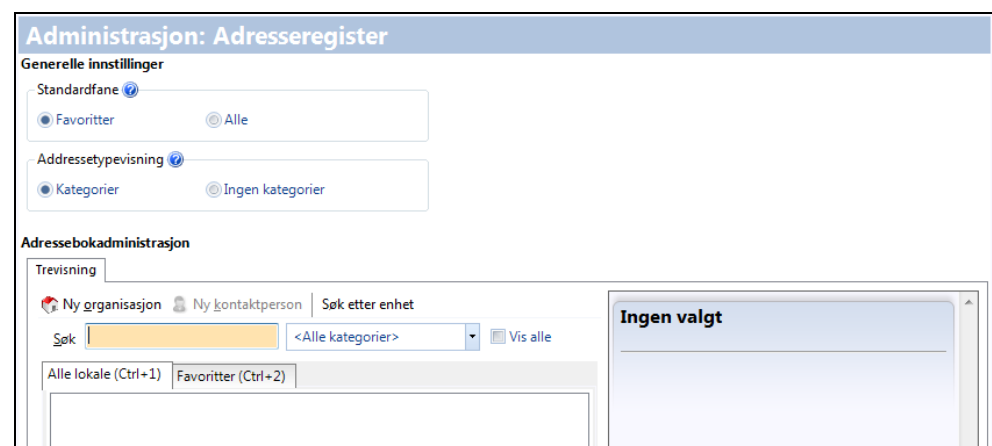 Administrasjon: Adresseregister
Generelle innstillinger
Standardfane
Favoritter Alle
Addressetypevisning
Kategorier Ingen kategorier
Adressebokadministrasjon
Trevisning
Ny organisasjon Ny kontaktperson Søk etter enhet
Søk <Alle kategorier> Vis alle
Alle lokale (Ctrl+1) Favoritter (Ctrl+2)
Ingen valgt